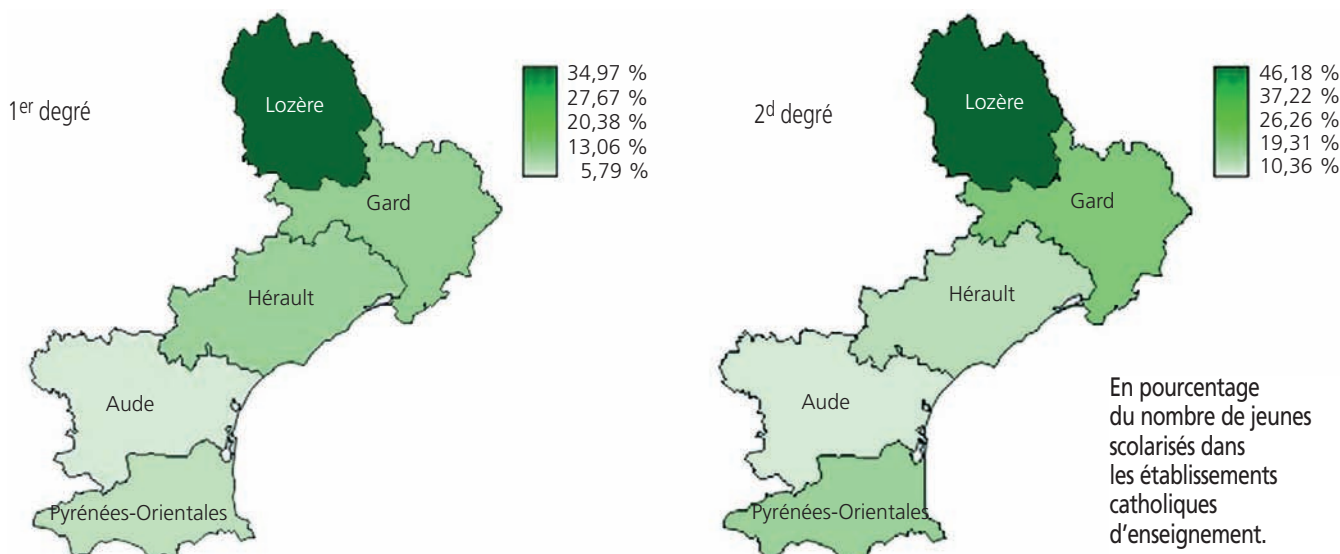 1er degré
Lozère
Gard
Hérault
Aude
Pyrénées-Orientales
34,97 %
27,67 %
20,38 %
13,06 %
5,79 %
2d degré
Lozère
Gard
Hérault
Aude
Pyrénées-Orientales
46,18 %
37,22 %
26,26 %
19,31 %
10,36 %
En pourcentage
du nombre de jeunes
scolarisés dans
les établissements
catholiques
d'enseignement.